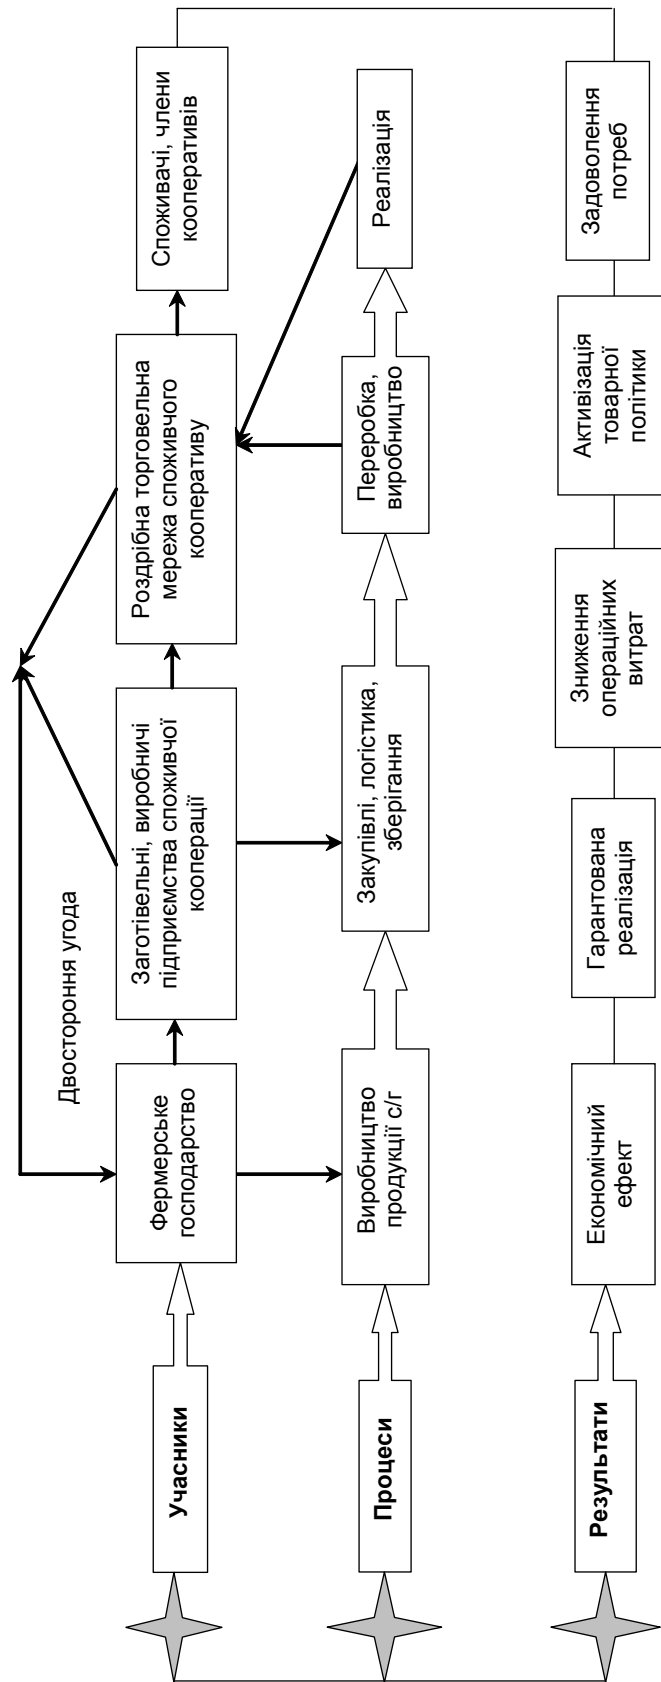 Двостороння угода
Учасники
Фермерське
господарство
Заготівельні, виробничі
підприємства споживчої
кооперації
Роздрібна торговельна
мережа споживчого
кооперативу
Споживачі, члени
кооперативів
Процеси
Виробництво
продукції с/г
Закупівлі, логістика,
зберігання
Переробка,
виробництво
Реалізація
Результати
Економічний
ефект
Гарантована
реалізація
Зниження
операційних
витрат
Активізація
товарної
політики
Задоволення
потреб